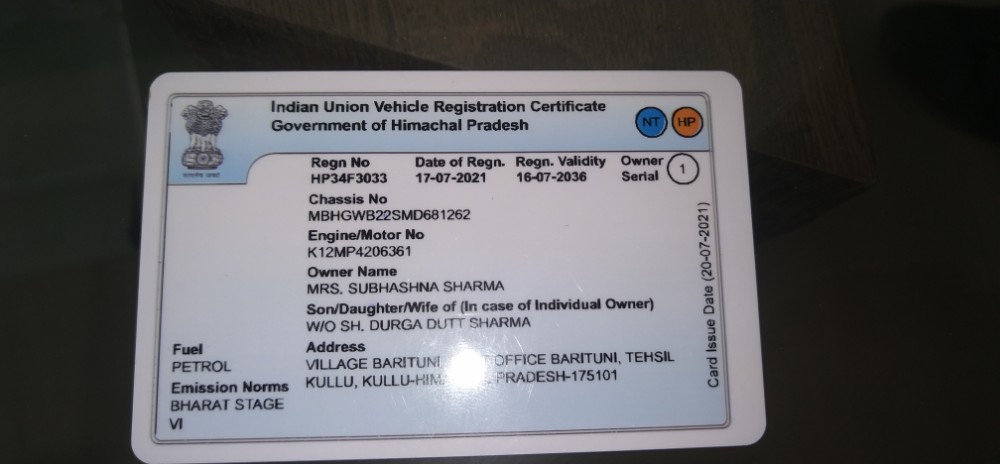 Indian Union Vehicle Registration Certificate
Government of Himachal Pradesh
NT HP
Regn No Date of Regn. Regn. Validity Owner Serial 1
HP34F3033 17-07-2021 16-07-2036
Chassis No
MBHGWB22SMD681262
Engine/Motor No
K12MP4206361
Owner Name
MRS. SUBHASHNA SHARMA
Son/Daughter/Wife of (In case of Individual Owner)
W/O SH. DURGA DUTT SHARMA
Address
VILLAGE BARITUNI OFFICE BARITUNI, TEHSIL
KULLU, PRADESH-175101
Fuel
PETROL
Emission Norms
BHARAT STAGE
VI
Card Issue Date (20-07-2021)